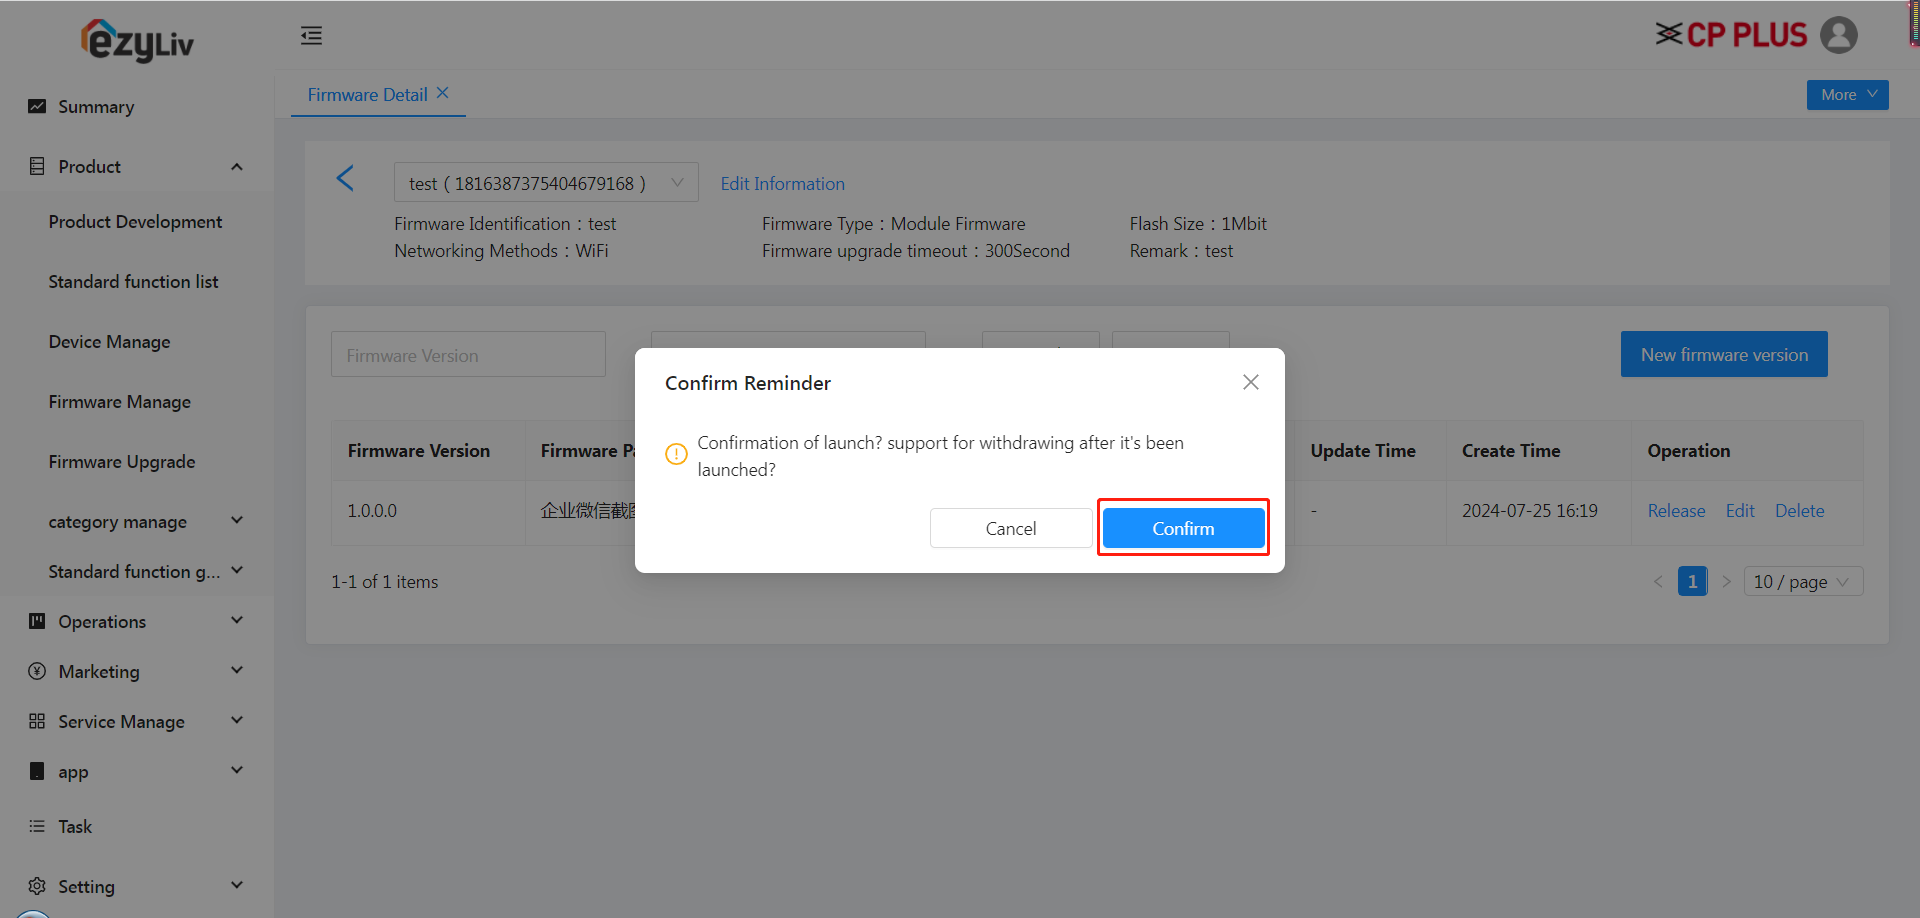 ezyLiv
CP PLUS
Summary
Product
Product Development
Standard function list
Device Manage
Firmware Manage
Firmware Upgrade
category manage
Standard function g...
Operations
Marketing
Service Manage
app
Task
Setting
Firmware Detail
More
test ( 1816387375404679168 )
Edit Information
Firmware Identification : test
Firmware Type : Module Firmware
Flash Size : 1Mbit
Networking Methods : WiFi
Firmware upgrade timeout : 300Second
Remark : test
Firmware Version
New firmware version
Firmware Version
Firmware
Update Time
Create Time
Operation
1.0.0.0
企业微信截
-
2024-07-25 16:19
Release
Edit
Delete
1-1 of 1 items
1
10 / page
Confirm Reminder
Confirmation of launch? support for withdrawing after it's been
launched?
Cancel
Confirm